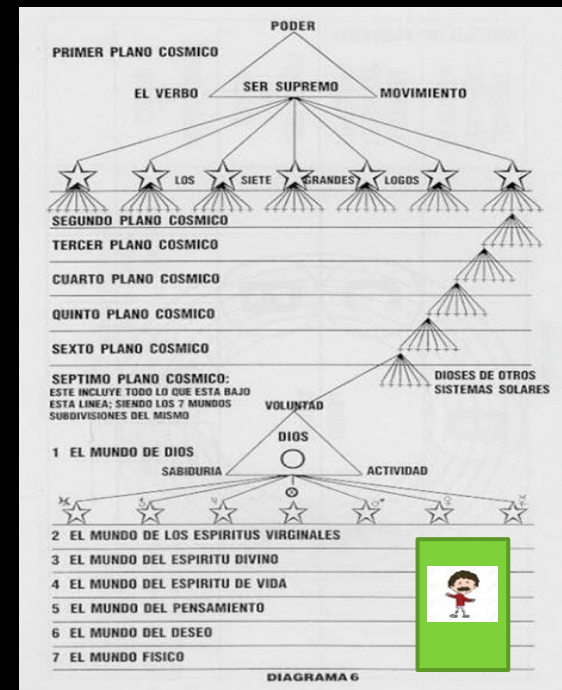 PODER
PRIMER PLANO COSMICO
EL VERBO
SER SUPREMO
MOVIMIENTO
LOS SIETE GRANDES LOGOS
SEGUNDO PLANO COSMICO
TERCER PLANO COSMICO
CUARTO PLANO COSMICO
QUINTO PLANO COSMICO
SEXTO PLANO COSMICO
SEPTIMO PLANO COSMICO:
ESTE INCLUYE TODO LO QUE ESTA BAJO
ESTA LINEA; SIENDO LOS 7 MUNDOS
SUBDIVISIONES DEL MISMO
DIOSES DE OTROS
SISTEMAS SOLARES
VOLUNTAD
DIOS
1 EL MUNDO DE DIOS
SABIDURIA
ACTIVIDAD
2 EL MUNDO DE LOS ESPIRITUS VIRGINALES
3 EL MUNDO DEL ESPIRITU DIVINO
4 EL MUNDO DEL ESPIRITU DE VIDA
5 EL MUNDO DEL PENSAMIENTO
6 EL MUNDO DEL DESEO
7 EL MUNDO FISICO
DIAGRAMA 6